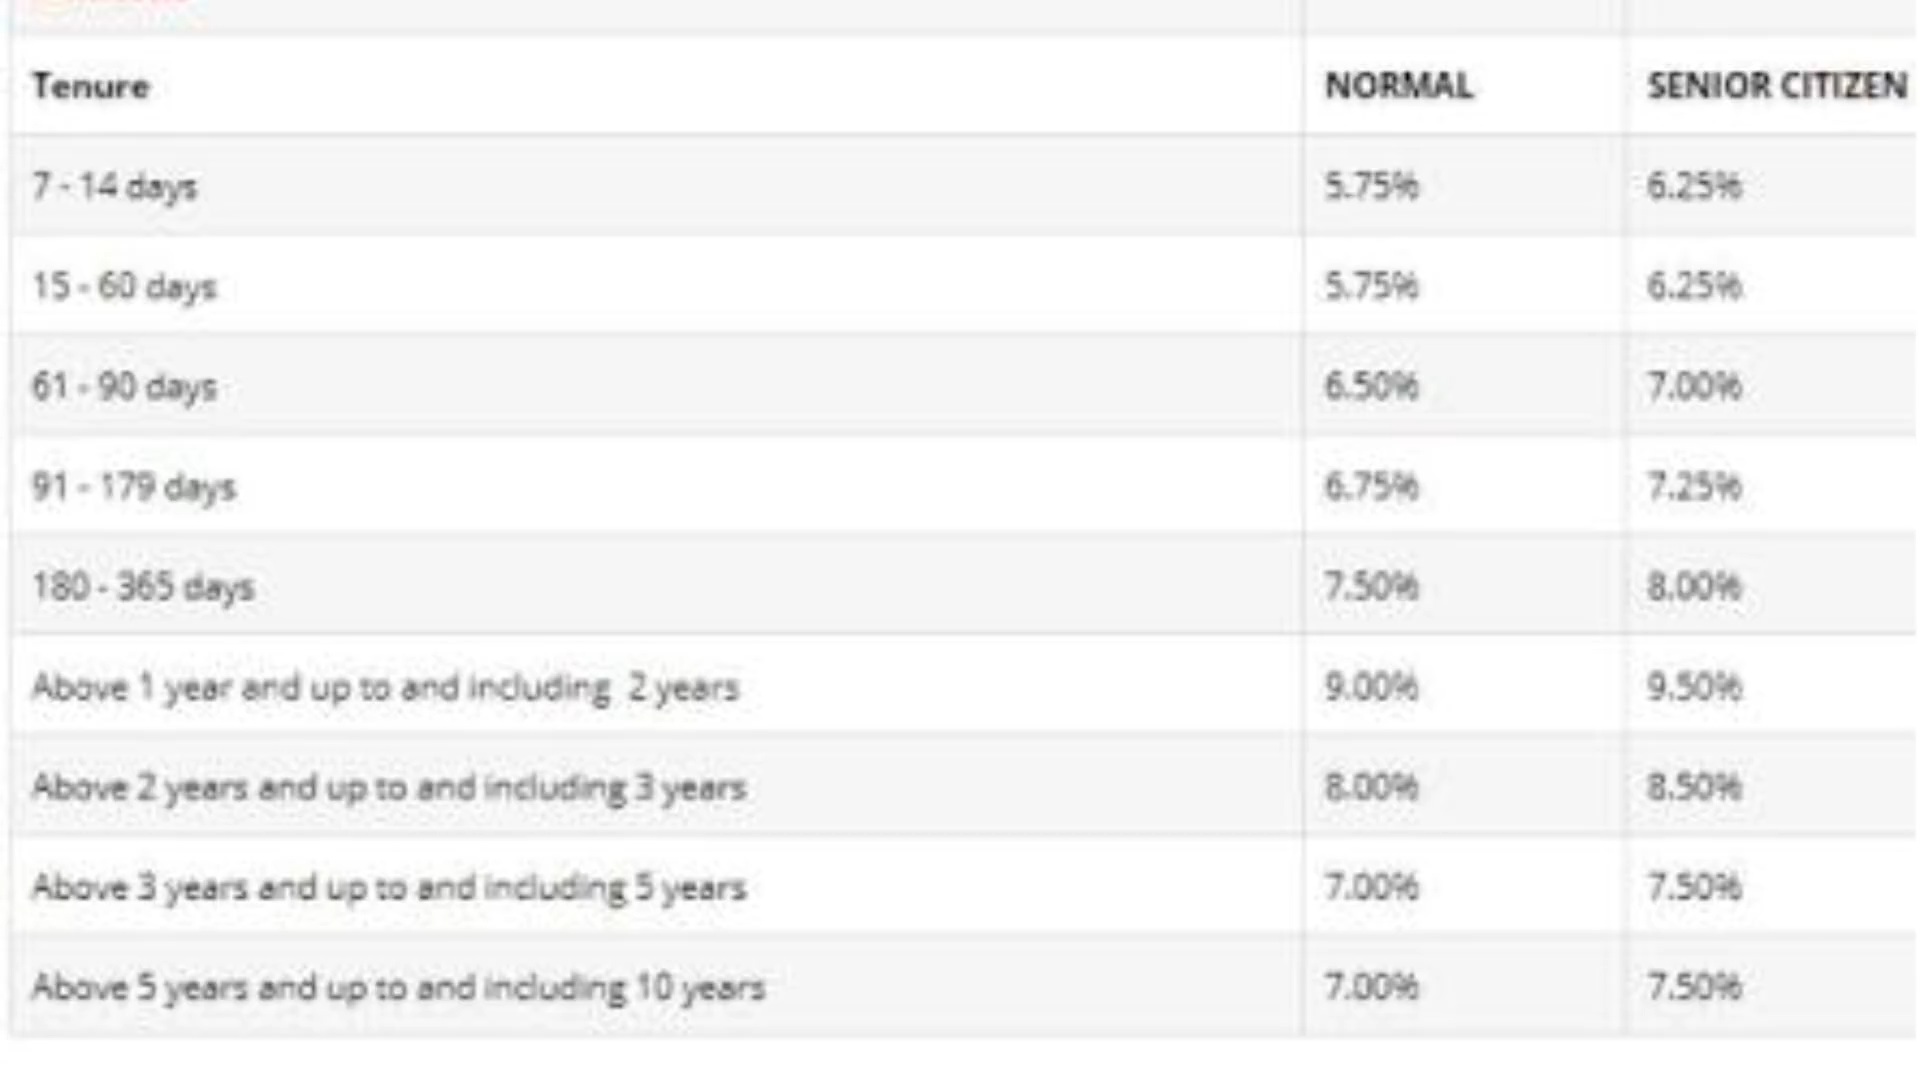 Tenure NORMAL SENIOR CITIZEN
7 - 14 days 5.75% 6.25%
15 - 60 days 5.75% 6.25%
61 - 90 days 6.50% 7.00%
91 - 179 days 6.75% 7.25%
180 - 365 days 7.50% 8.00%
Above 1 year and up to and including 2 years 9.00% 9.50%
Above 2 years and up to and including 3 years 8.00% 8.50%
Above 3 years and up to and including 5 years 7.00% 7.50%
Above 5 years and up to and including 10 years 7.00% 7.50%